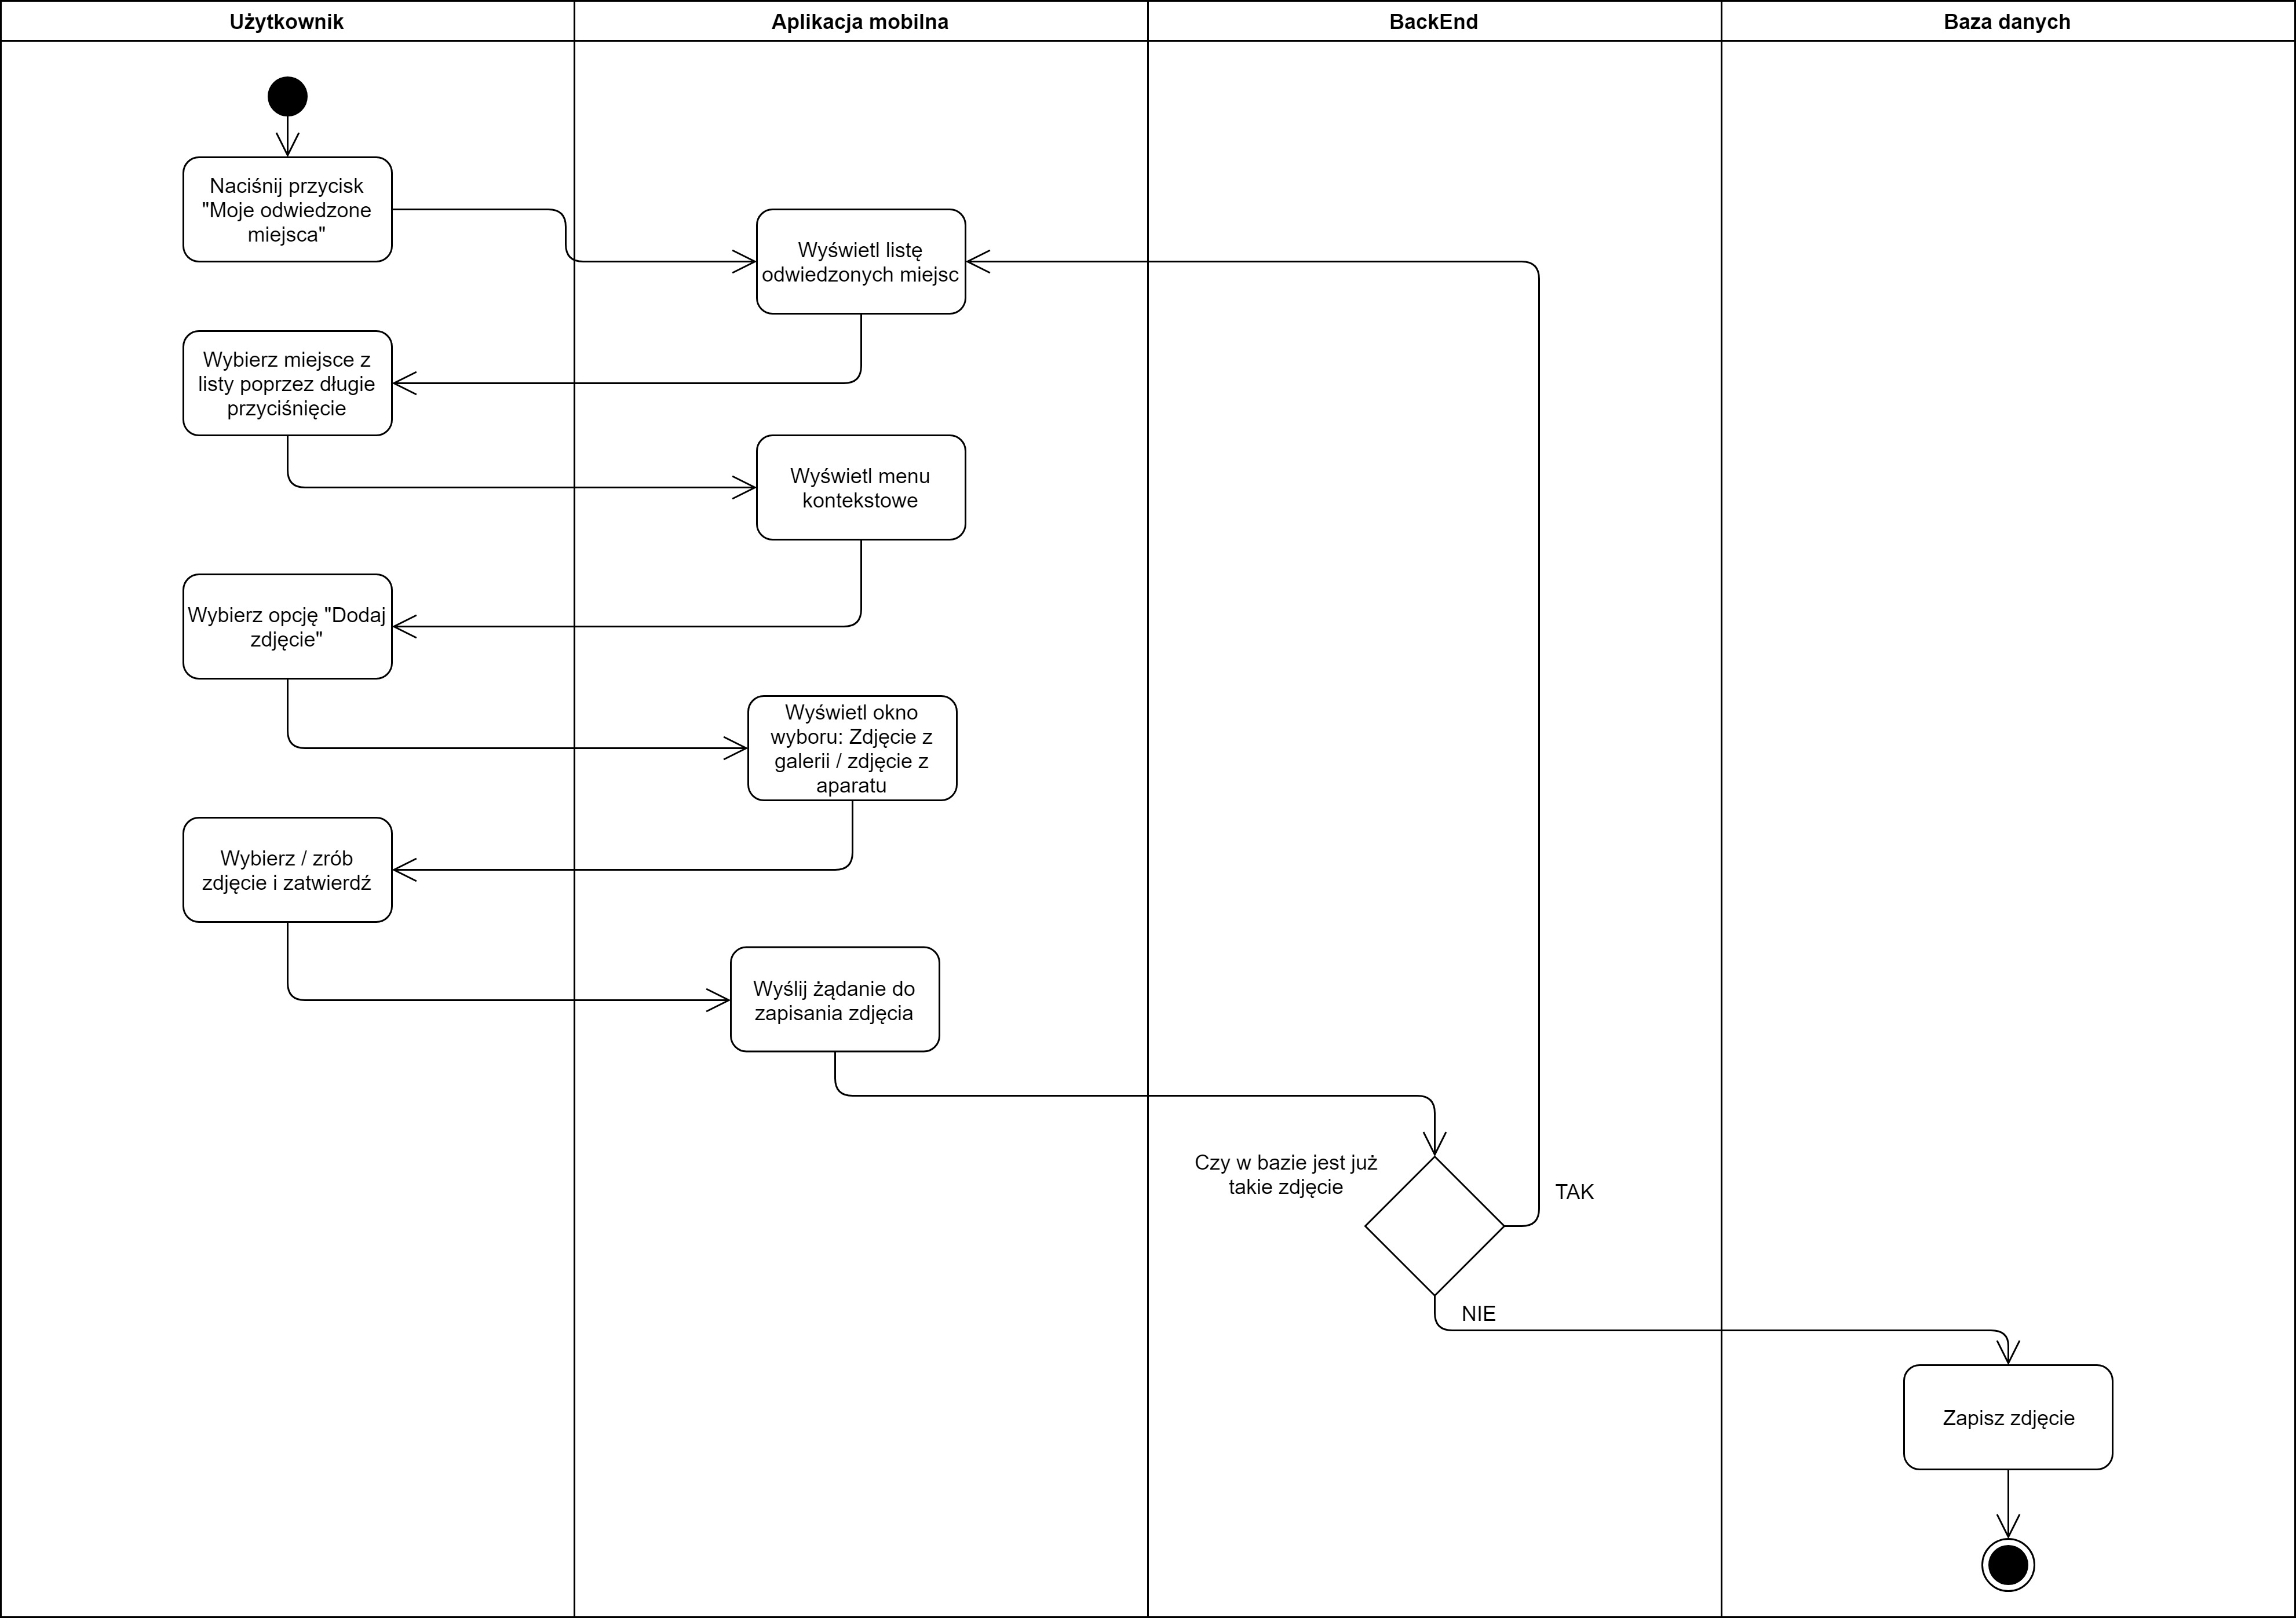 Użytkownik
Aplikacja mobilna
BackEnd
Baza danych
Naciśnij przycisk
"Moje odwiedzone
miejsca"
Wyświetl listę
odwiedzonych miejsc
Wybierz miejsce z
listy poprzez długie
przyciśnięcie
Wyświetl menu
kontekstowe
Wybierz opcję "Dodaj
zdjęcie"
Wyświetl okno
wyboru: Zdjęcie z
galerii / zdjęcie z
aparatu
Wybierz / zrób
zdjęcie i zatwierdź
Wyślij żądanie do
zapisania zdjęcia
Czy w bazie jest już
takie zdjęcie
TAK
NIE
Zapisz zdjęcie